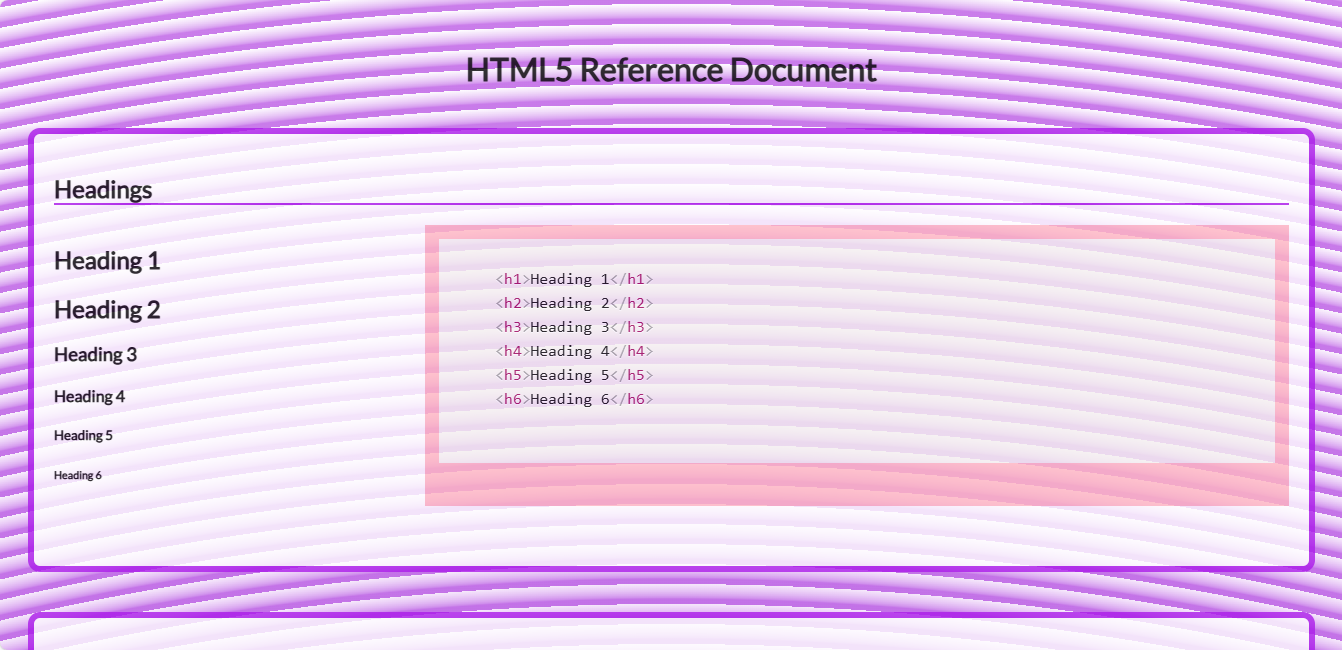 HTML5 Reference Document
Headings
Heading 1
Heading 2
Heading 3
Heading 4
Heading 5
Heading 6
<h1>Heading 1</h1>
<h2>Heading 2</h2>
<h3>Heading 3</h3>
<h4>Heading 4</h4>
<h5>Heading 5</h5>
<h6>Heading 6</h6>